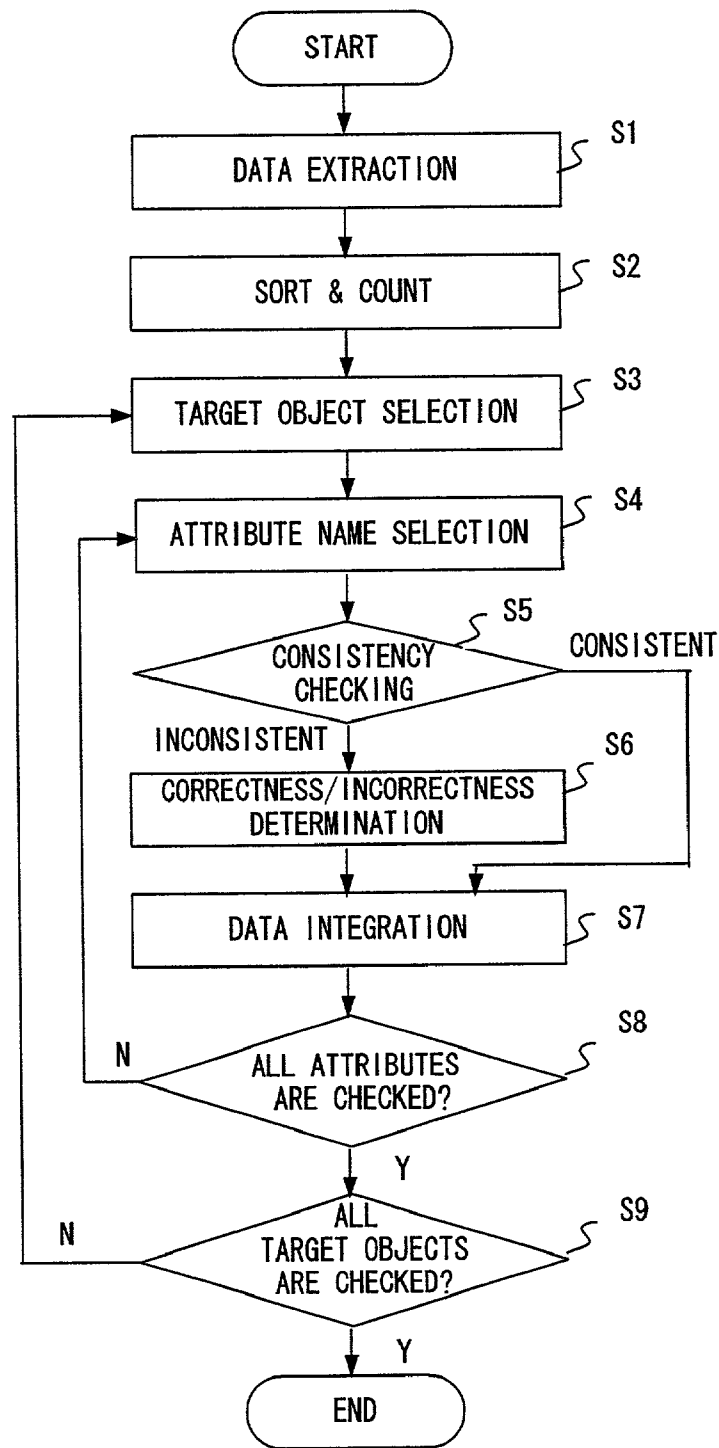 START
S1
DATA EXTRACTION
S2
SORT & COUNT
S3
TARGET OBJECT SELECTION
S4
ATTRIBUTE NAME SELECTION
S5
CONSISTENCY
CHECKING
CONSISTENT
INCONSISTENT
S6
CORRECTNESS/INCORRECTNESS
DETERMINATION
S7
DATA INTEGRATION
S8
ALL ATTRIBUTES
ARE CHECKED?
N
Y
S9
ALL
TARGET OBJECTS
ARE CHECKED?
N
Y
END